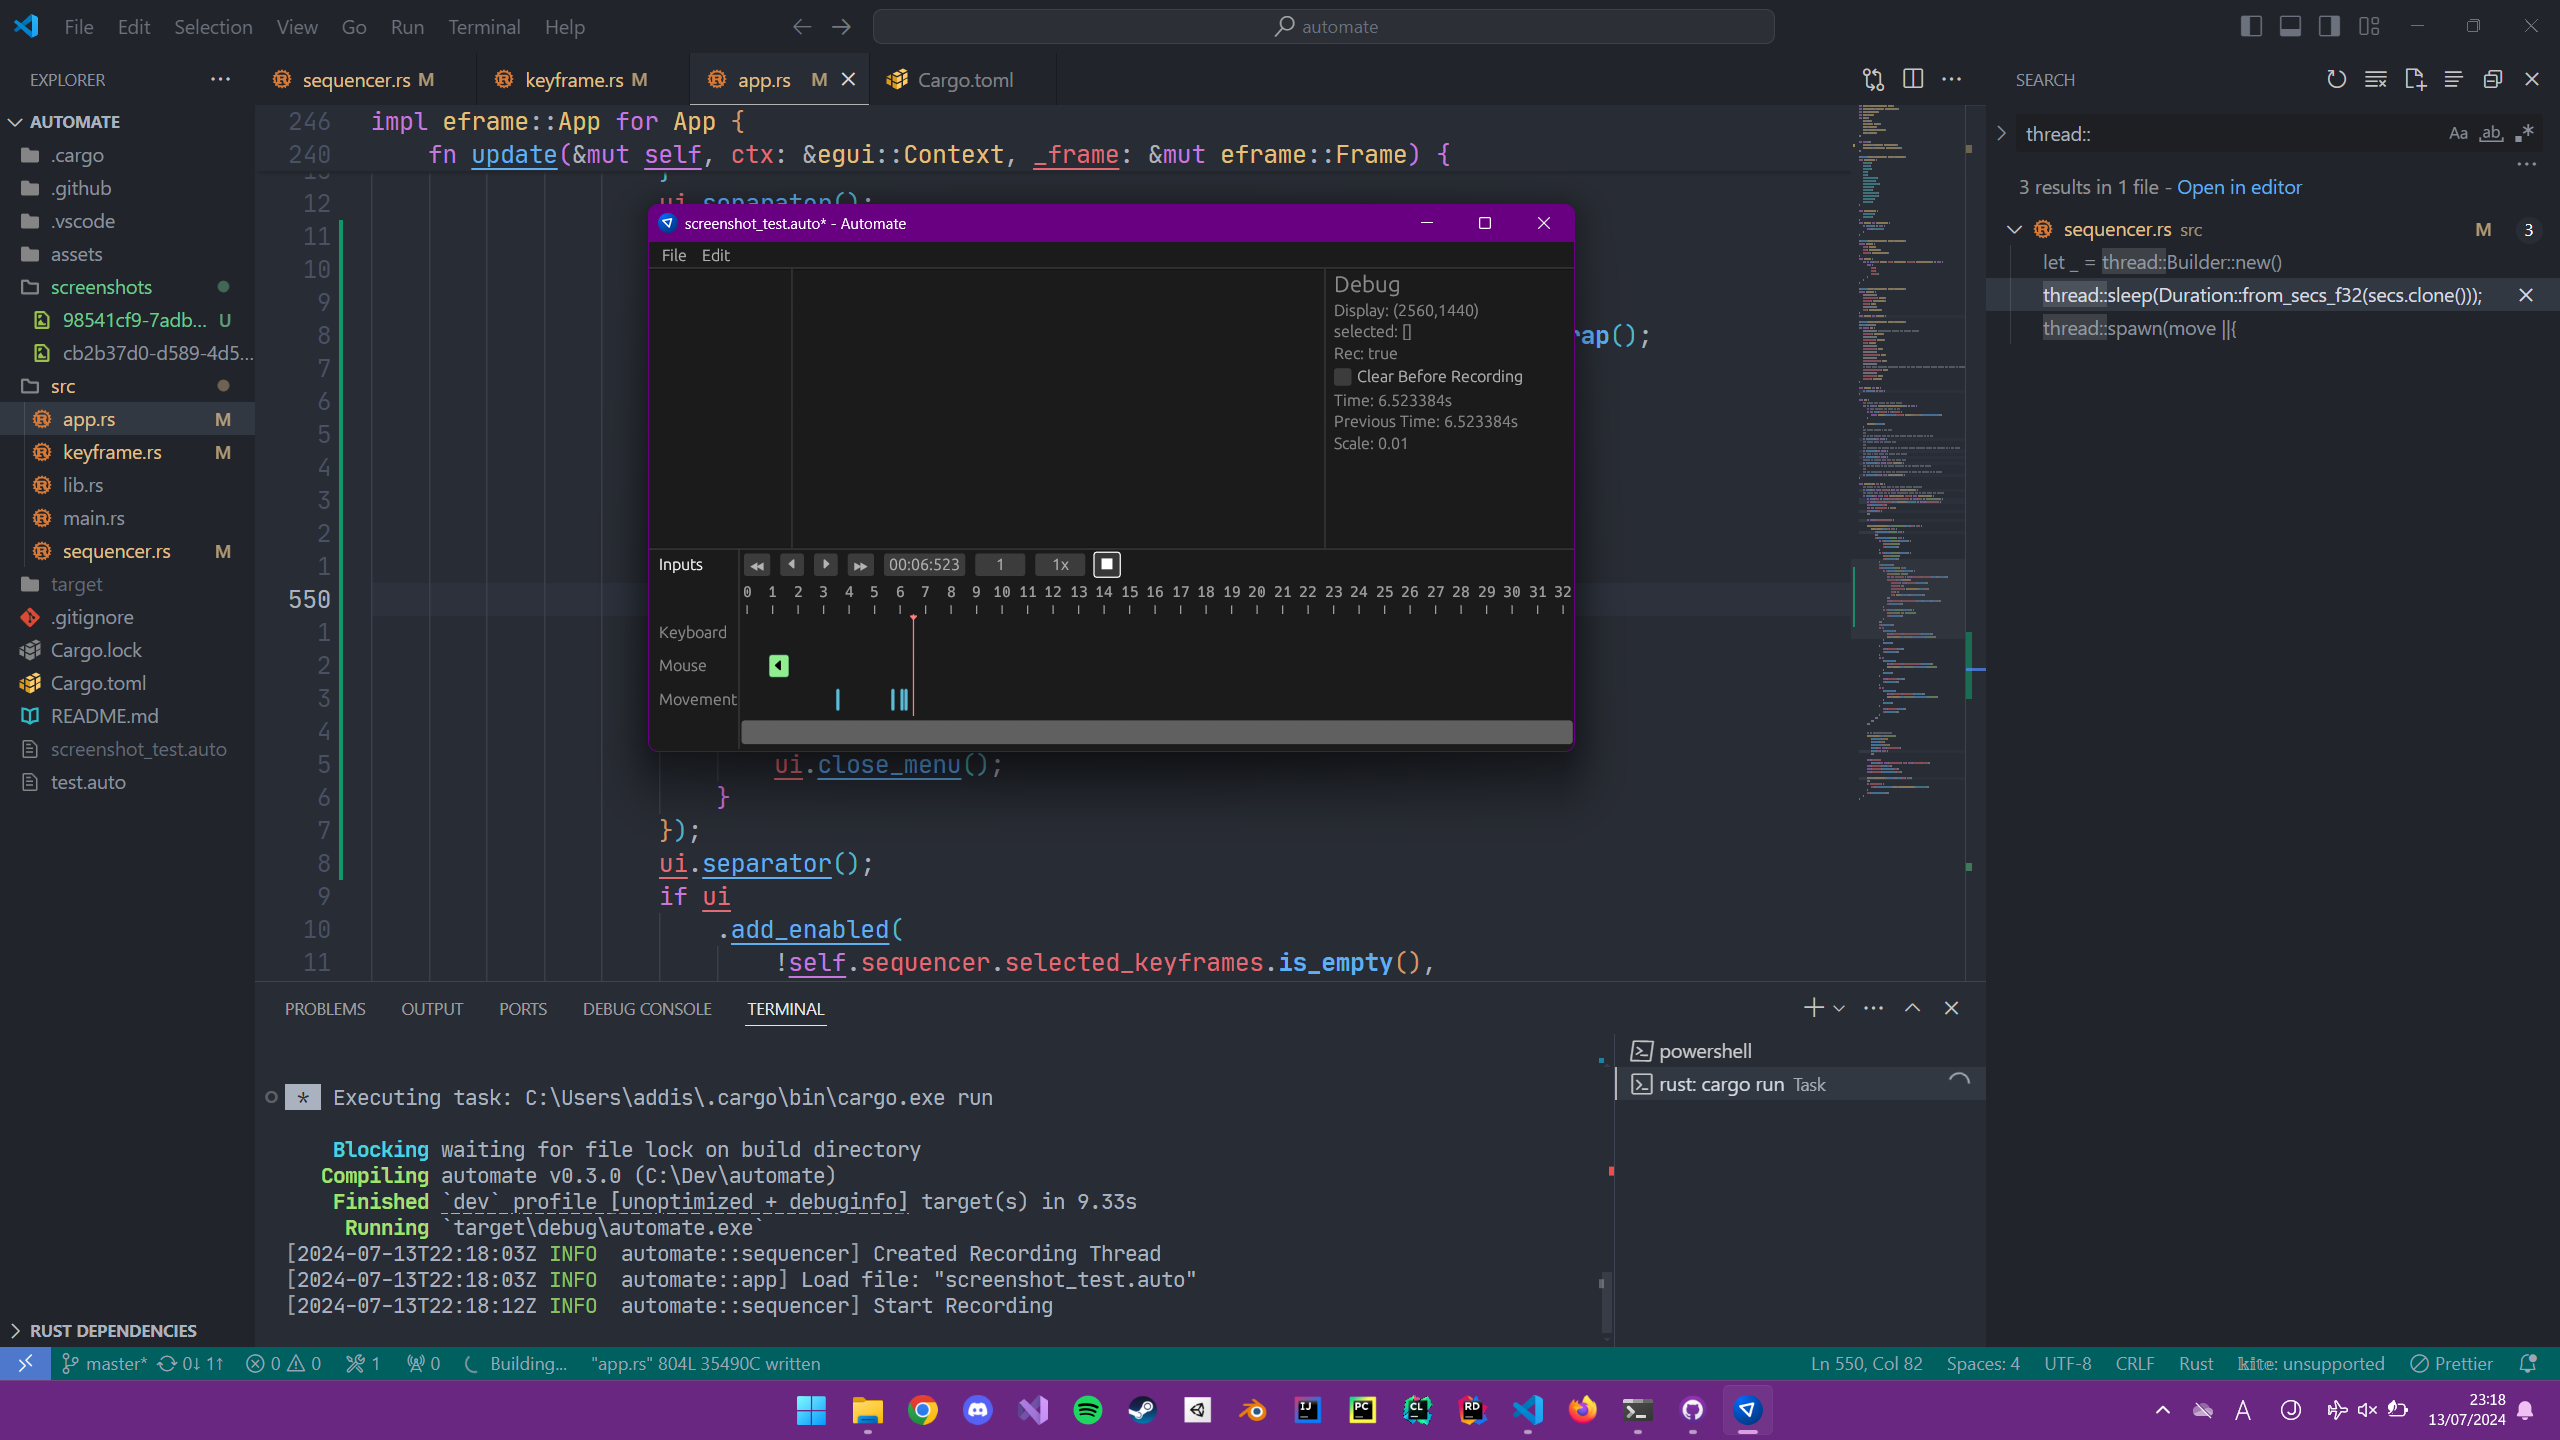 File Edit Selection View Go Run Terminal Help
automate
EXPLORER
AUTOMATE
.cargo
.github
.vscode
assets
screenshots
98541cf9-7adb... U
cb2b37d0-d589-4d5...
src
app.rs M
keyframe.rs M
lib.rs
main.rs
sequencer.rs M
target
.gitignore
Cargo.lock
Cargo.toml
README.md
screenshot_test.auto
test.auto
RUST DEPENDENCIES
sequencer.rs M
keyframe.rs M
app.rs M
Cargo.toml
246 impl eframe::App for App {
240 fn update(&mut self, ctx: &egui::Context, _frame: &mut eframe::Frame) {
12 ui.separator();
11
10
9
8 rap();
7
6
5
4
3
2
1
550
1
2
3
4
5 ui.close_menu();
6 }
7 });
8 ui.separator();
9 if ui
10 .add_enabled(
11 !self.sequencer.selected_keyframes.is_empty(),
screenshot_test.auto* - Automate
File Edit
Debug
Display: (2560,1440)
selected: []
Rec: true
Clear Before Recording
Time: 6.523384s
Previous Time: 6.523384s
Scale: 0.01
Inputs 00:06:523 1 1x
0 1 2 3 4 5 6 7 8 9 10 11 12 13 14 15 16 17 18 19 20 21 22 23 24 25 26 27 28 29 30 31 32
Keyboard
Mouse
Movement
SEARCH
thread::
Aa ab
3 results in 1 file - Open in editor
sequencer.rs src M 3
let _ = thread::Builder::new()
thread::sleep(Duration::from_secs_f32(secs.clone()));
thread::spawn(move ||{
PROBLEMS OUTPUT PORTS DEBUG CONSOLE TERMINAL
* Executing task: C:\Users\addis\.cargo\bin\cargo.exe run
Blocking waiting for file lock on build directory
Compiling automate v0.3.0 (C:\Dev\automate)
Finished `dev` profile [unoptimized + debuginfo] target(s) in 9.33s
Running `target\debug\automate.exe`
[2024-07-13T22:18:03Z INFO automate::sequencer] Created Recording Thread
[2024-07-13T22:18:03Z INFO automate::app] Load file: "screenshot_test.auto"
[2024-07-13T22:18:12Z INFO automate::sequencer] Start Recording
powershell
rust: cargo run Task
master* 0↓ 1↑ 0 0 1 0 Building... "app.rs" 804L 35490C written
Ln 550, Col 82 Spaces: 4 UTF-8 CRLF Rust kite: unsupported Prettier
IJ PC CL RD
23:18
13/07/2024